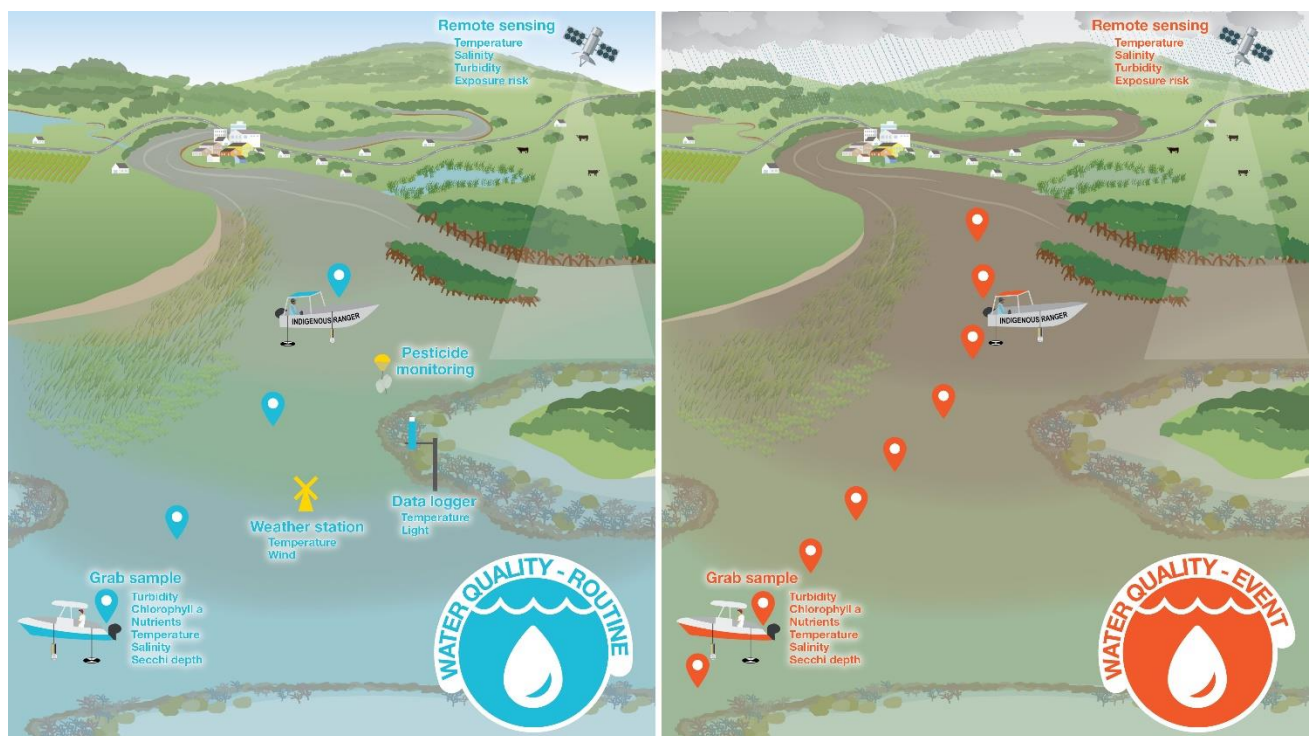 Remote sensing
Temperature
Salinity
Turbidity
Exposure risk
INDIGENOUS RANGER
Pesticide
monitoring
Data logger
Temperature
Light
Weather station
Temperature
Wind
Grab sample
Turbidity
Chlorophyll a
Nutrients
Temperature
Salinity
Secchi depth
WATER QUALITY - ROUTINE
Remote sensing
Temperature
Salinity
Turbidity
Exposure risk
INDIGENOUS RANGER
Grab sample
Turbidity
Chlorophyll a
Nutrients
Temperature
Salinity
Secchi depth
WATER QUALITY - EVENT